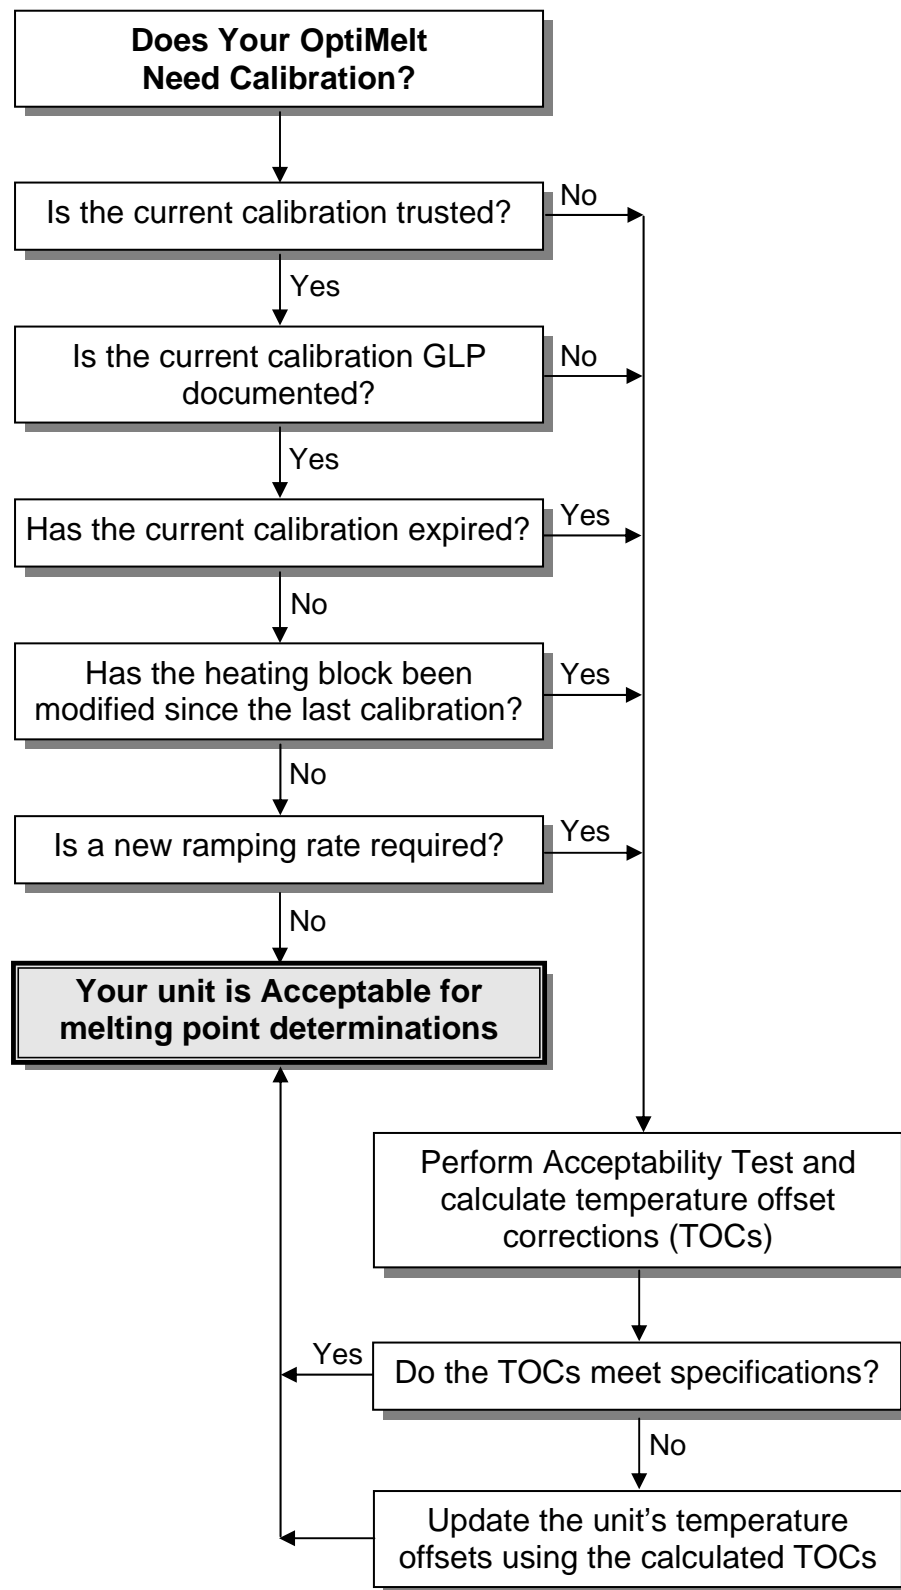 Does Your OptiMelt
Need Calibration?
Is the current calibration trusted?
No
Yes
Is the current calibration GLP
documented?
No
Yes
Has the current calibration expired?
Yes
No
Has the heating block been
modified since the last calibration?
Yes
No
Is a new ramping rate required?
Yes
No
Your unit is Acceptable for
melting point determinations
Perform Acceptability Test and
calculate temperature offset
corrections (TOCs)
Do the TOCs meet specifications?
Yes
No
Update the unit's temperature
offsets using the calculated TOCs